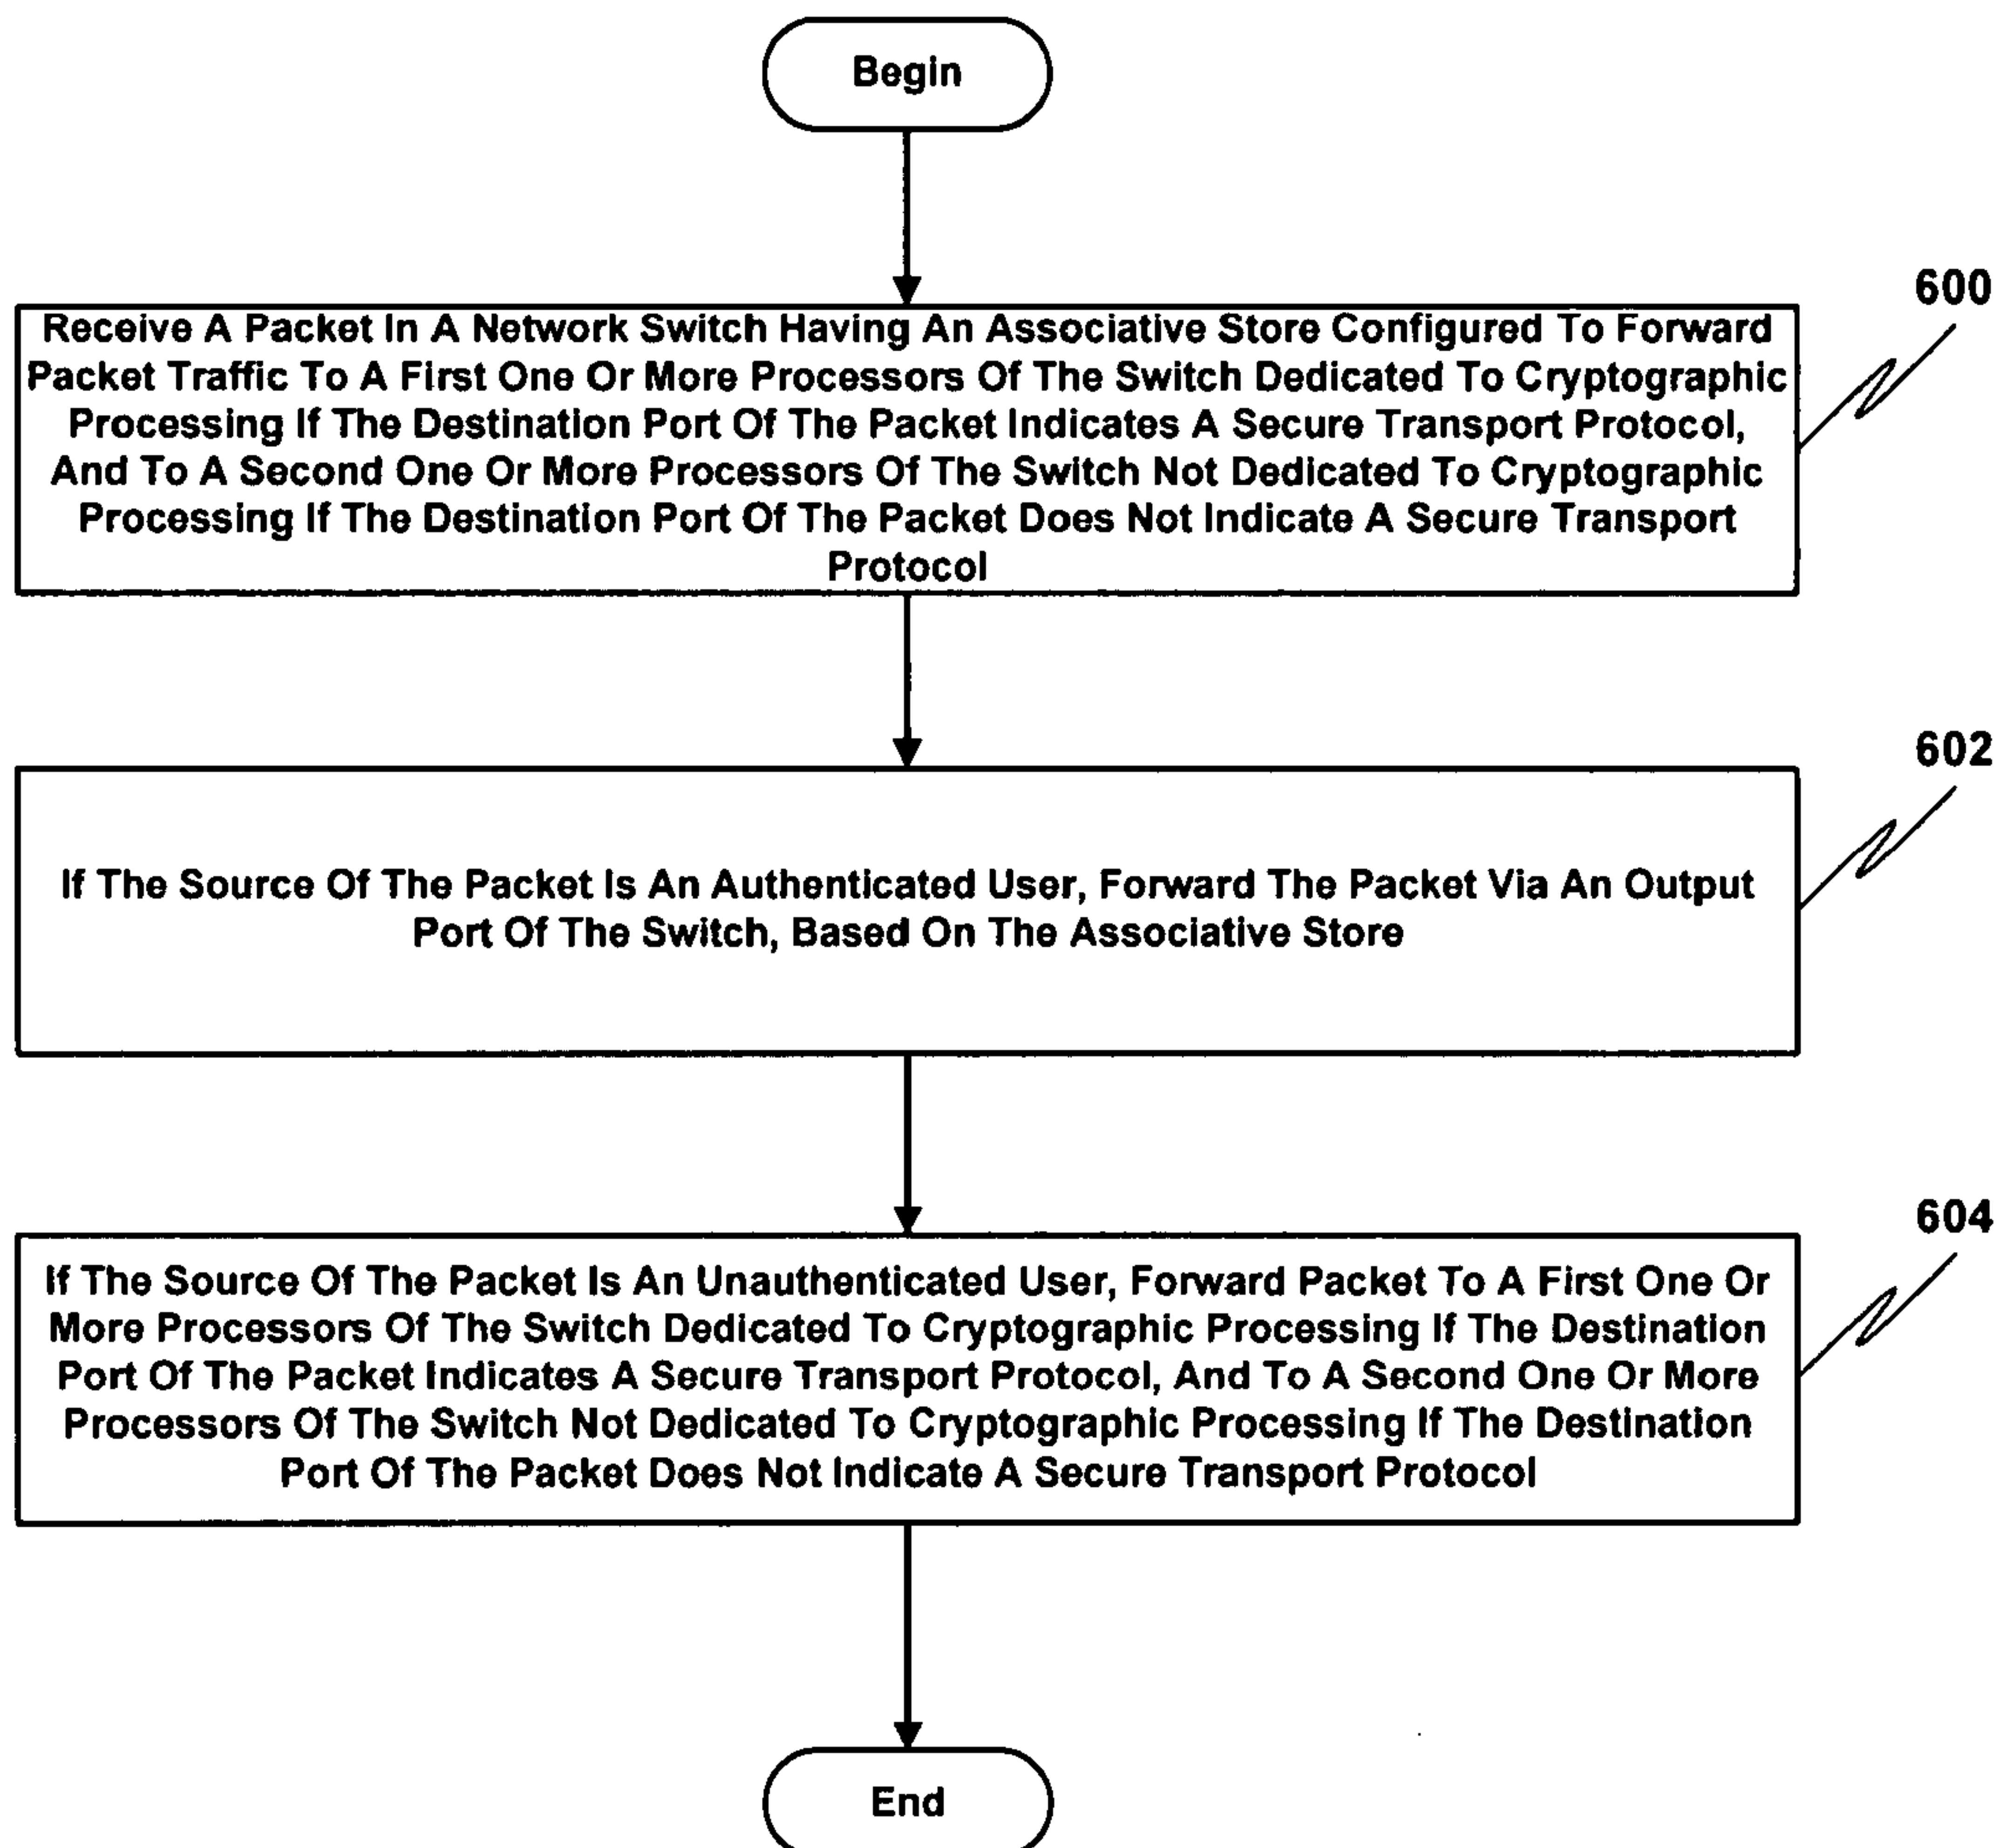 Begin
600
Receive A Packet In A Network Switch Having An Associative Store Configured To Forward
Packet Traffic To A First One Or More Processors Of The Switch Dedicated To Cryptographic
Processing If The Destination Port Of The Packet Indicates A Secure Transport Protocol,
And To A Second One Or More Processors Of The Switch Not Dedicated To Cryptographic
Processing If The Destination Port Of The Packet Does Not Indicate A Secure Transport
Protocol
602
If The Source Of The Packet Is An Authenticated User, Forward The Packet Via An Output
Port Of The Switch, Based On The Associative Store
604
If The Source Of The Packet Is An Unauthenticated User, Forward Packet To A First One Or
More Processors Of The Switch Dedicated To Cryptographic Processing If The Destination
Port Of The Packet Indicates A Secure Transport Protocol, And To A Second One Or More
Processors Of The Switch Not Dedicated To Cryptographic Processing If The Destination
Port Of The Packet Does Not Indicate A Secure Transport Protocol
End